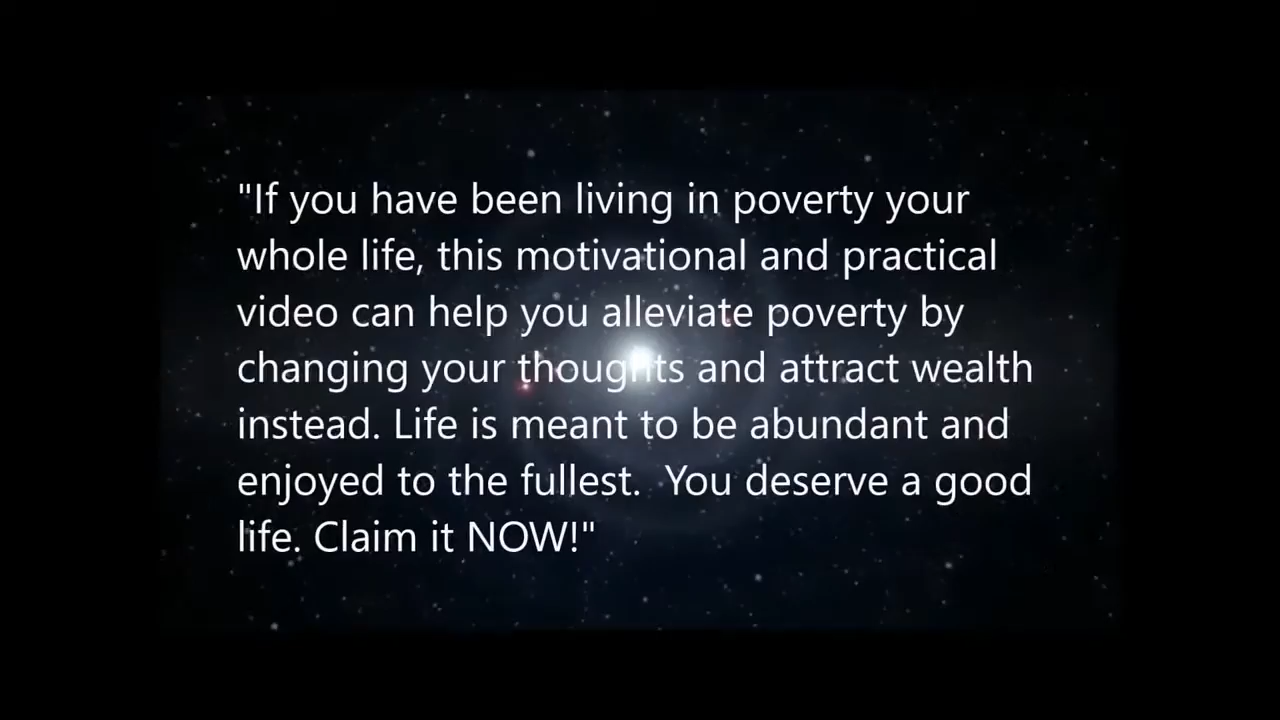 "If you have been living in poverty your
whole life, this motivational and practical
video can help you alleviate poverty by
changing your thoughts and attract wealth
instead. Life is meant to be abundant and
enjoyed to the fullest.  You deserve a good
life. Claim it NOW!"